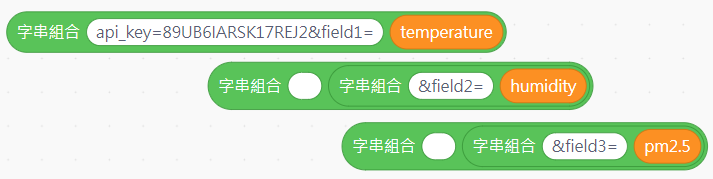 字串組合 api_key=89UB6IARSK17REJ2&field1= temperature
字串組合 字串組合 &field2= humidity
字串組合 字串組合 &field3= pm2.5